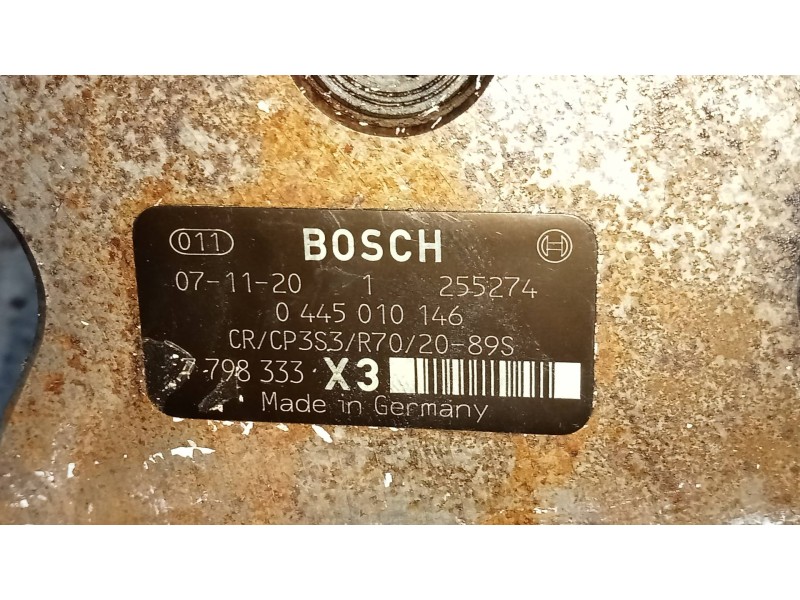 011 BOSCH
07-11-20 1 255274
0 445 010 146
CR/CP3S3/R70/20-89S
798 333 X3
Made in Germany